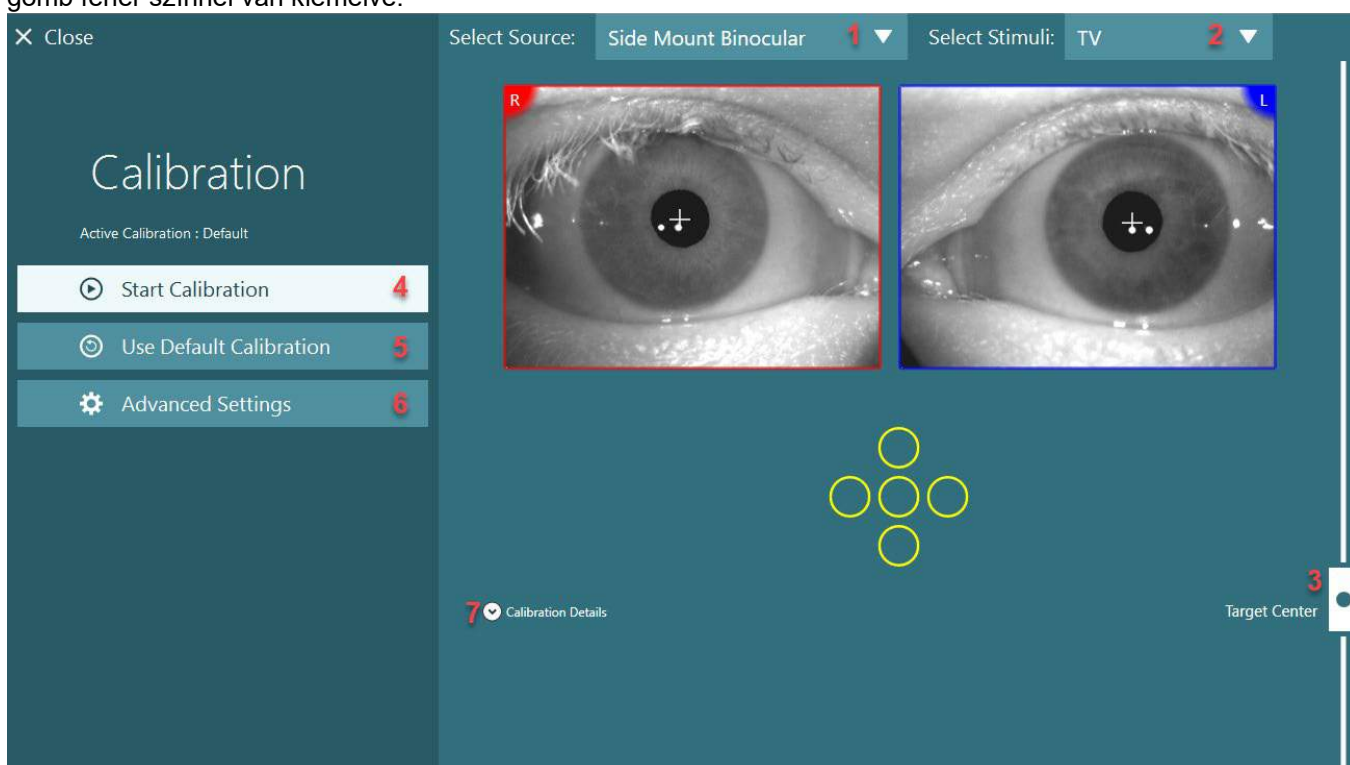 gomb fehér színnel van kiemelve.
Close
Select Source: Side Mount Binocular 1 Select Stimuli: TV 2
R L
Calibration
Active Calibration : Default
Start Calibration 4
Use Default Calibration 5
Advanced Settings 6
3
7 Calibration Details Target Center